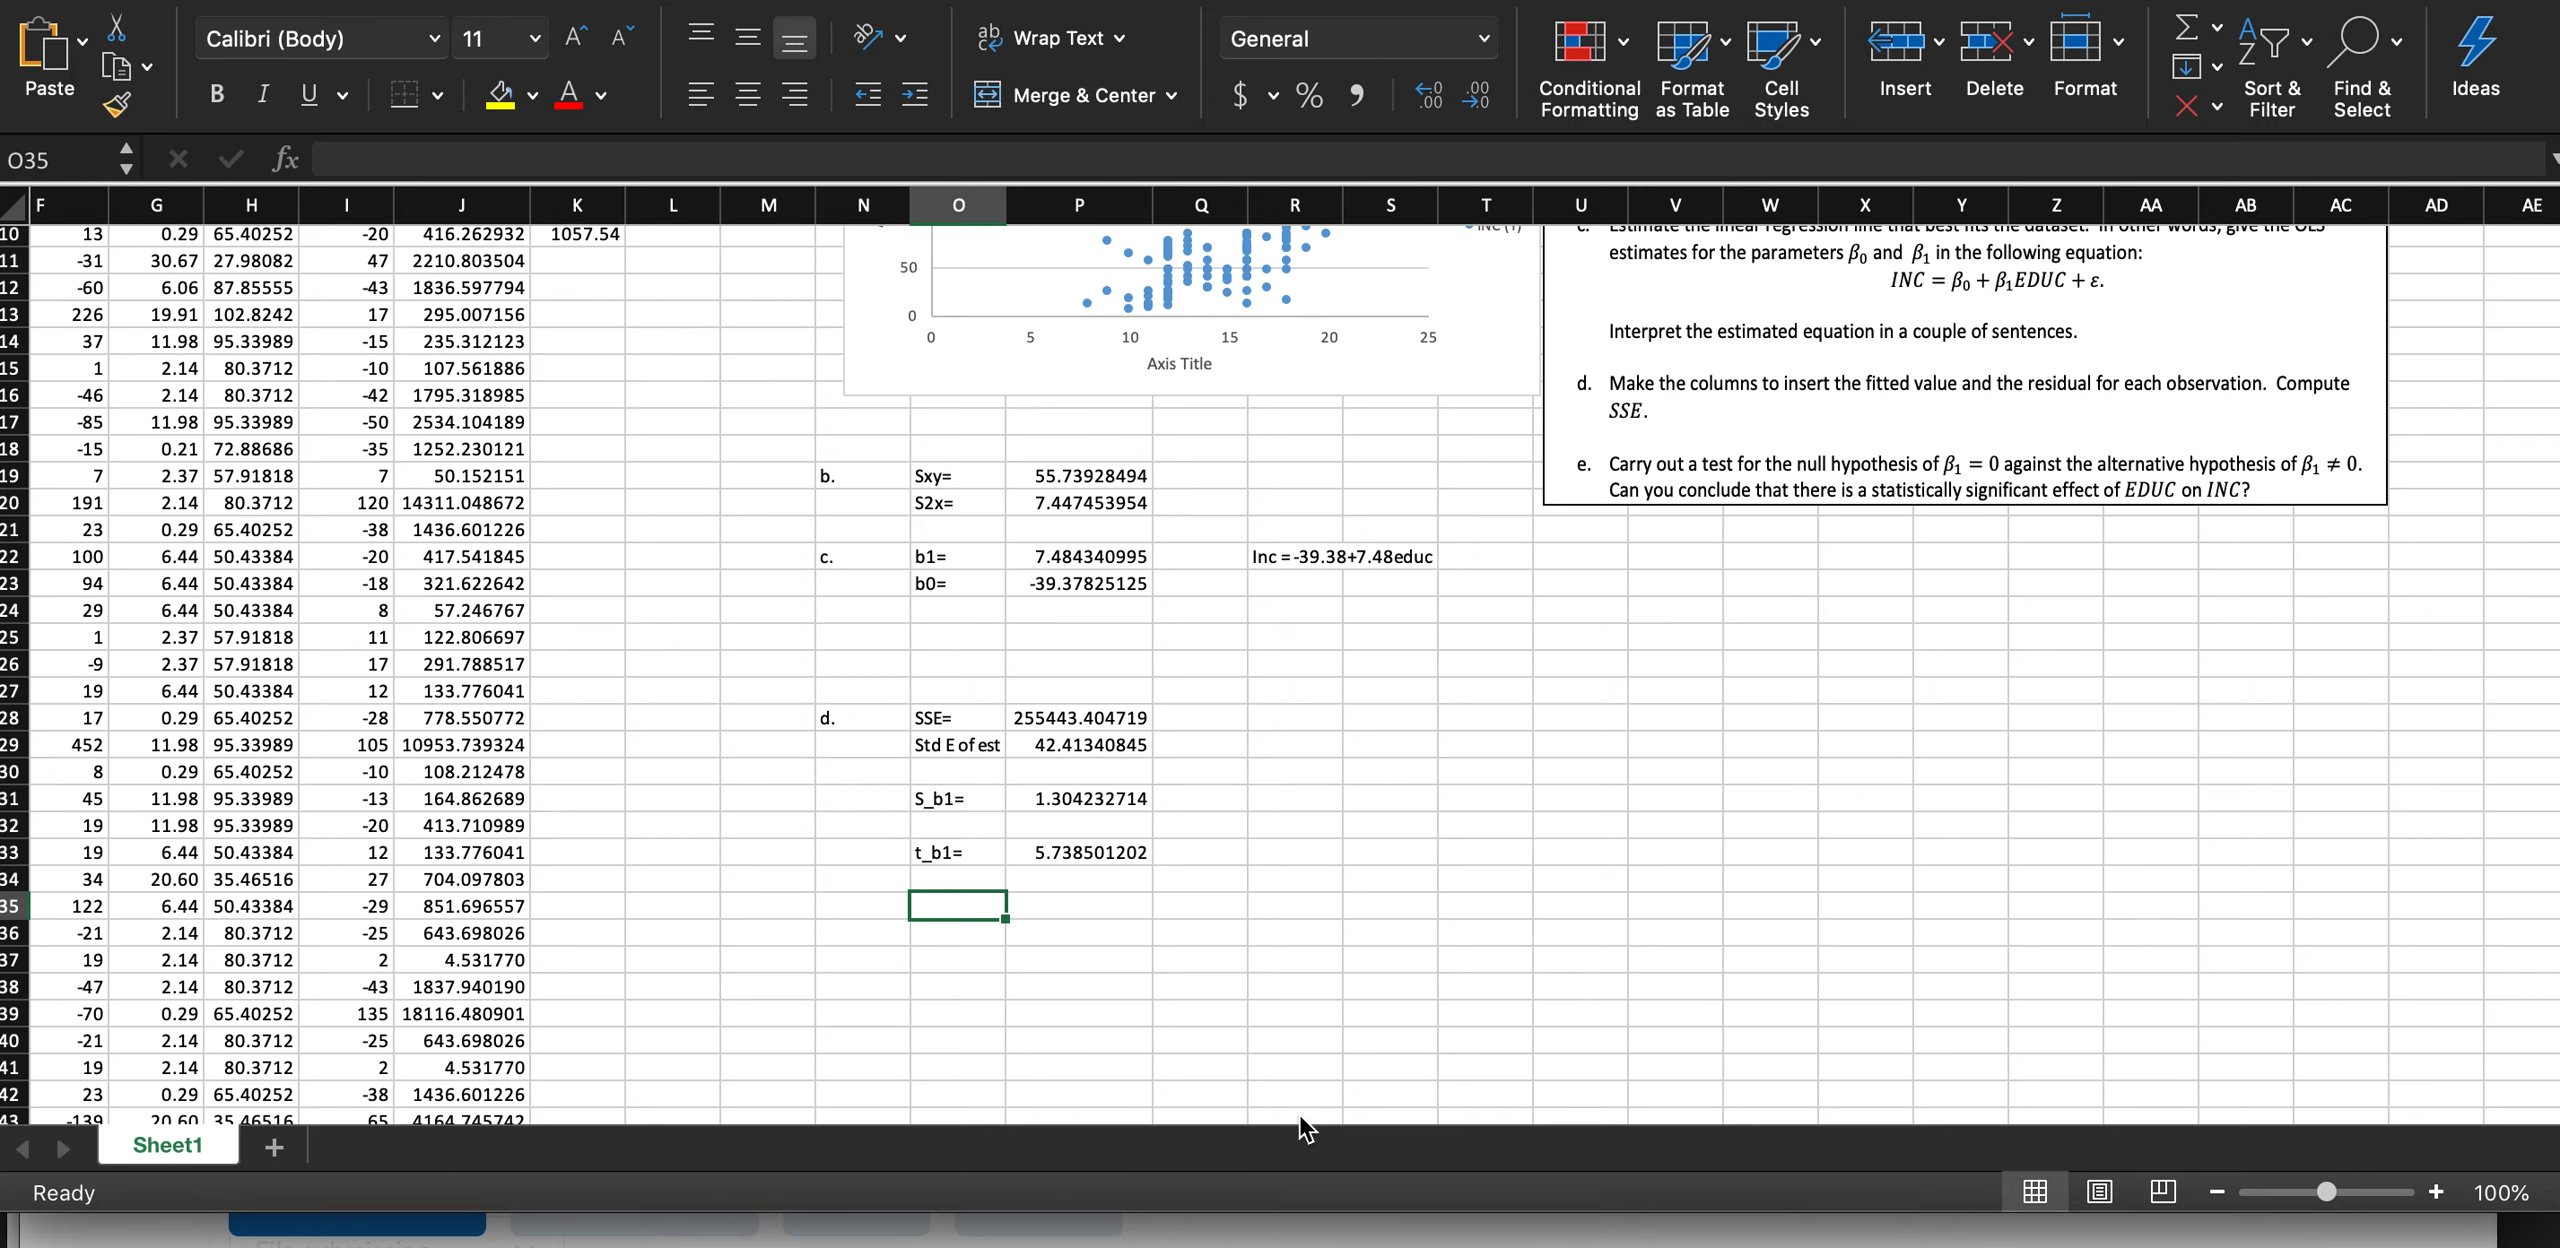 Calibri (Body) 11 Wrap Text General
Paste B I U Merge & Center $ % Conditional Formatting Format as Table Cell Styles Insert Delete Format Sort & Filter Find & Select Ideas
O35 fx
F G H I J K L M N O P Q R S T U V W X Y Z AA AB AC AD AE
10 13 0.29 65.40252 -20 416.262932 1057.54
11 -31 30.67 27.98082 47 2210.803504
12 -60 6.06 87.85555 -43 1836.597794
13 226 19.91 102.8242 17 295.007156
14 37 11.98 95.33989 -15 235.312123
15 1 2.14 80.3712 -10 107.561886
16 -46 2.14 80.3712 -42 1795.318985
17 -85 11.98 95.33989 -50 2534.104189
18 -15 0.21 72.88686 -35 1252.230121
19 7 2.37 57.91818 7 50.152151 b. Sxy= 55.73928494
20 191 2.14 80.3712 120 14311.048672 S2x= 7.447453954
21 23 0.29 65.40252 -38 1436.601226
22 100 6.44 50.43384 -20 417.541845 c. b1= 7.484340995 Inc =-39.38+7.48educ
23 94 6.44 50.43384 -18 321.622642 b0= -39.37825125
24 29 6.44 50.43384 8 57.246767
25 1 2.37 57.91818 11 122.806697
26 -9 2.37 57.91818 17 291.788517
27 19 6.44 50.43384 12 133.776041
28 17 0.29 65.40252 -28 778.550772 d. SSE= 255443.404719
29 452 11.98 95.33989 105 10953.739324 Std E of est 42.41340845
30 8 0.29 65.40252 -10 108.212478
31 45 11.98 95.33989 -13 164.862689 S_b1= 1.304232714
32 19 11.98 95.33989 -20 413.710989
33 19 6.44 50.43384 12 133.776041 t_b1= 5.738501202
34 34 20.60 35.46516 27 704.097803
35 122 6.44 50.43384 -29 851.696557
36 -21 2.14 80.3712 -25 643.698026
37 19 2.14 80.3712 2 4.531770
38 -47 2.14 80.3712 -43 1837.940190
39 -70 0.29 65.40252 135 18116.480901
40 -21 2.14 80.3712 -25 643.698026
41 19 2.14 80.3712 2 4.531770
42 23 0.29 65.40252 -38 1436.601226
43 -139 20.60 35.46516 65 4164.745742
50
0
0 5 10 15 20 25
Axis Title
INC (Y)
c. Estimate the linear regression line that best fits the dataset. In other words, give the OLS
estimates for the parameters β₀ and β₁ in the following equation:
INC = β₀ + β₁EDUC + ε.
Interpret the estimated equation in a couple of sentences.
d. Make the columns to insert the fitted value and the residual for each observation. Compute
SSE.
e. Carry out a test for the null hypothesis of β₁ = 0 against the alternative hypothesis of β₁ ≠ 0.
Can you conclude that there is a statistically significant effect of EDUC on INC?
Sheet1 +
Ready 100%